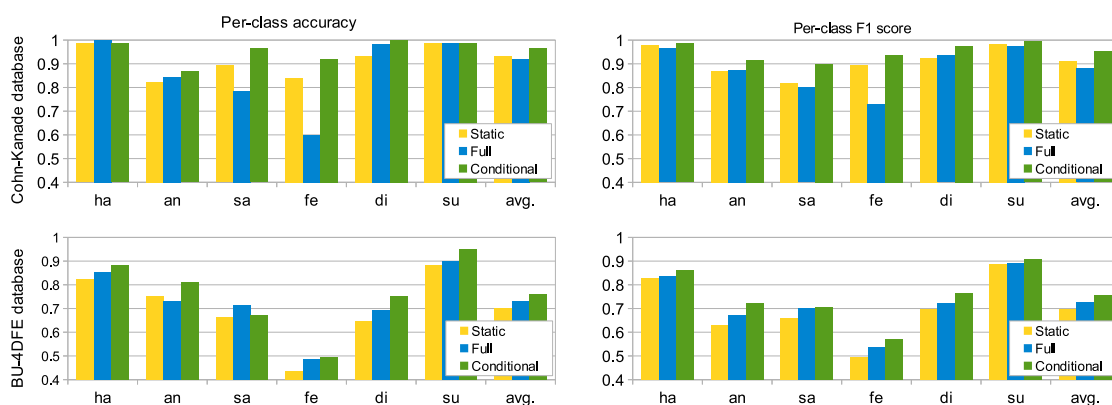 Per-class accuracy
Cohn-Kanade database
1
0.9
0.8
0.7
0.6
0.5
0.4
Static
Full
Conditional
ha an sa fe di su avg.
Per-class F1 score
1
0.9
0.8
0.7
0.6
0.5
0.4
Static
Full
Conditional
ha an sa fe di su avg.
BU-4DFE database
1
0.9
0.8
0.7
0.6
0.5
0.4
Static
Full
Conditional
ha an sa fe di su avg.
1
0.9
0.8
0.7
0.6
0.5
0.4
Static
Full
Conditional
ha an sa fe di su avg.